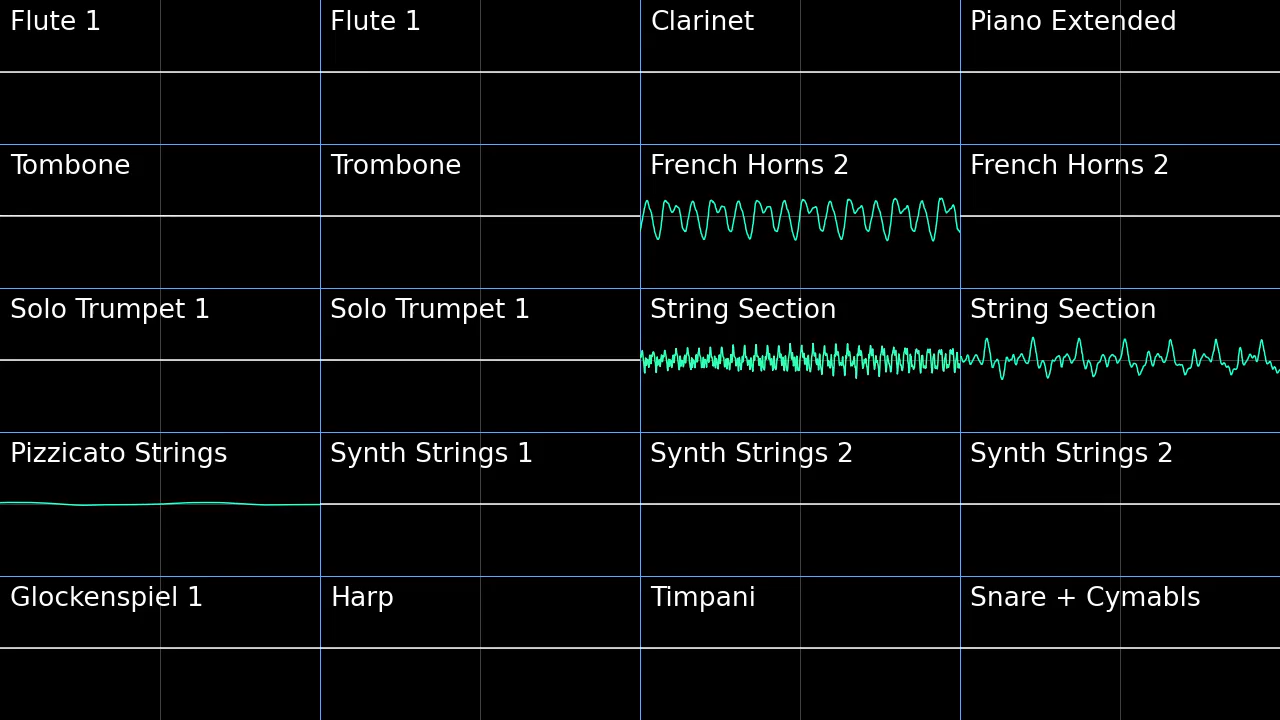 Flute 1
Flute 1
Clarinet
Piano Extended
Tombone
Trombone
French Horns 2
French Horns 2
Solo Trumpet 1
Solo Trumpet 1
String Section
String Section
Pizzicato Strings
Synth Strings 1
Synth Strings 2
Synth Strings 2
Glockenspiel 1
Harp
Timpani
Snare + Cymabls